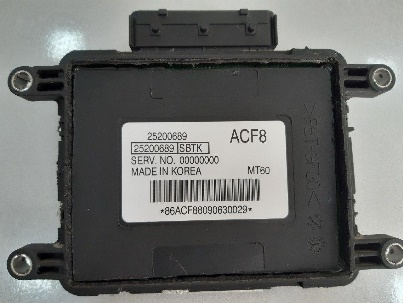 25200689 ACF8
25200689 SBTK
SERV. NO. 00000000
MADE IN KOREA MT60
*86ACF88090630029*